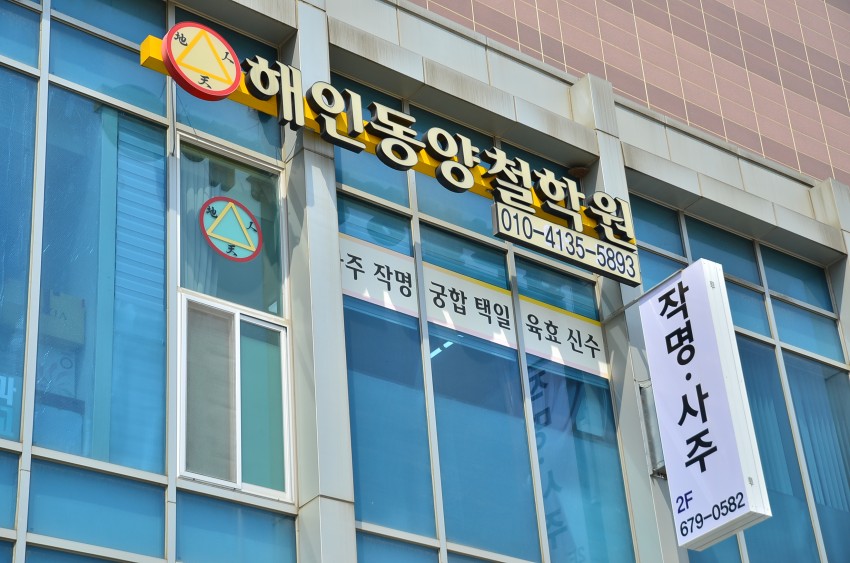 地 人 天
해인동양철학원
010-4135-5893
사주 작명 궁합 택일 육효 신수
작명·사주
2F
679-0582